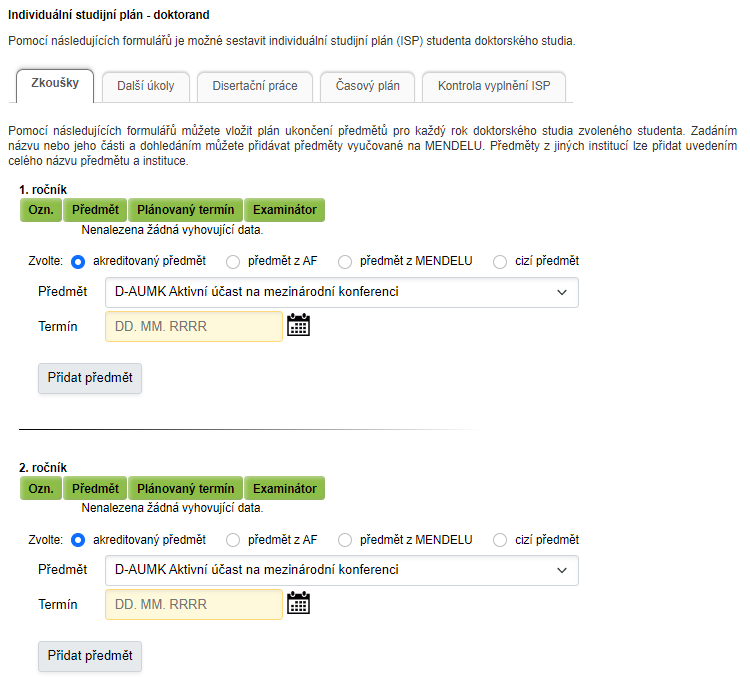 Individuální studijní plán - doktorand
Pomocí následujících formulářů je možné sestavit individuální studijní plán (ISP) studenta doktorského studia.
Zkoušky Další úkoly Disertační práce Časový plán Kontrola vyplnění ISP
Pomocí následujících formulářů můžete vložit plán ukončení předmětů pro každý rok doktorského studia zvoleného studenta. Zadáním
názvu nebo jeho části a dohledáním můžete přidávat předměty vyučované na MENDELU. Předměty z jiných institucí lze přidat uvedením
celého názvu předmětu a instituce.
1. ročník
Ozn. Předmět Plánovaný termín Examinátor
Nenalezena žádná vyhovující data.
Zvolte: akreditovaný předmět předmět z AF předmět z MENDELU cizí předmět
Předmět D-AUMK Aktivní účast na mezinárodní konferenci
Termín DD. MM. RRRR
Přidat předmět
2. ročník
Ozn. Předmět Plánovaný termín Examinátor
Nenalezena žádná vyhovující data.
Zvolte: akreditovaný předmět předmět z AF předmět z MENDELU cizí předmět
Předmět D-AUMK Aktivní účast na mezinárodní konferenci
Termín DD. MM. RRRR
Přidat předmět